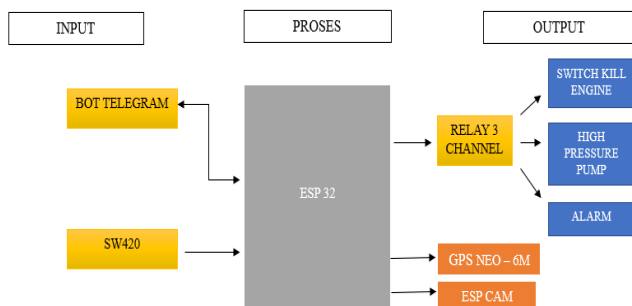 INPUT
PROSES
OUTPUT
BOT TELEGRAM
SW420
ESP 32
RELAY 3
CHANNEL
SWITCH KILL
ENGINE
HIGH
PRESSURE
PUMP
ALARM
GPS NEO – 6M
ESP CAM